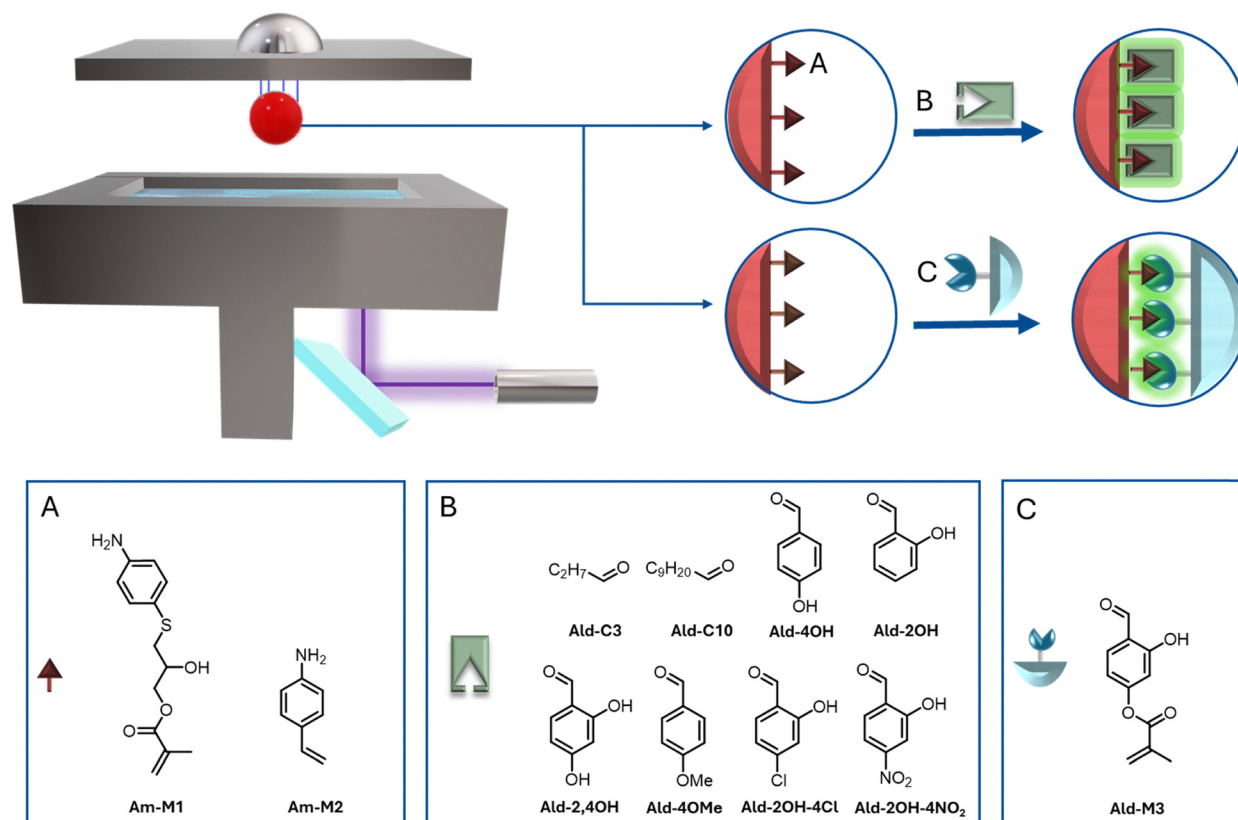 A
B
C
A
H₂N
S
OH
O
O
Am-M1
NH₂
Am-M2
B
C₂H₇
O
Ald-C3
C₉H₂₀
O
Ald-C10
O
OH
Ald-4OH
O
OH
Ald-2OH
O
OH
OH
Ald-2,4OH
O
OMe
Ald-4OMe
O
OH
Cl
Ald-2OH-4Cl
O
OH
NO₂
Ald-2OH-4NO₂
C
O
OH
O
O
Ald-M3